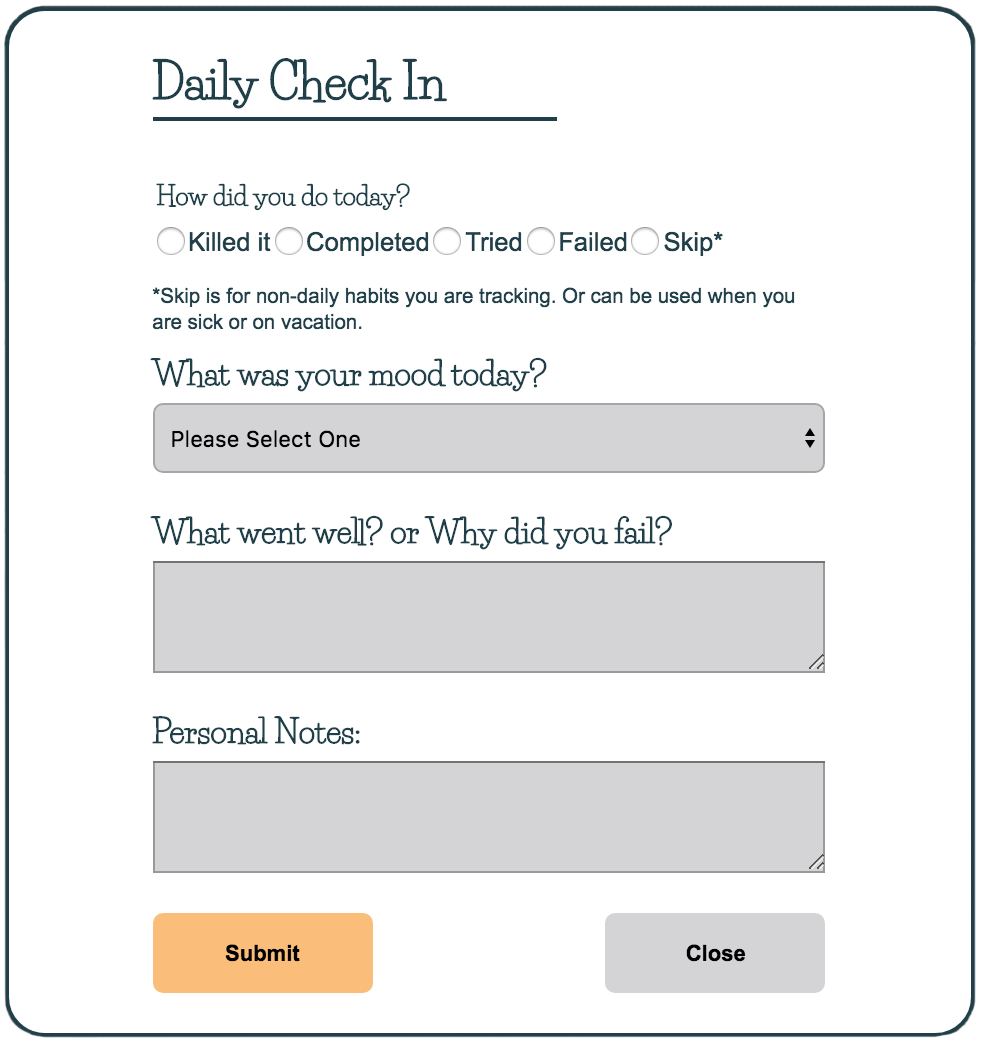 Daily Check In
How did you do today?
Killed it Completed Tried Failed Skip*
*Skip is for non-daily habits you are tracking. Or can be used when you
are sick or on vacation.
What was your mood today?
Please Select One
What went well? or Why did you fail?
Personal Notes:
Submit Close